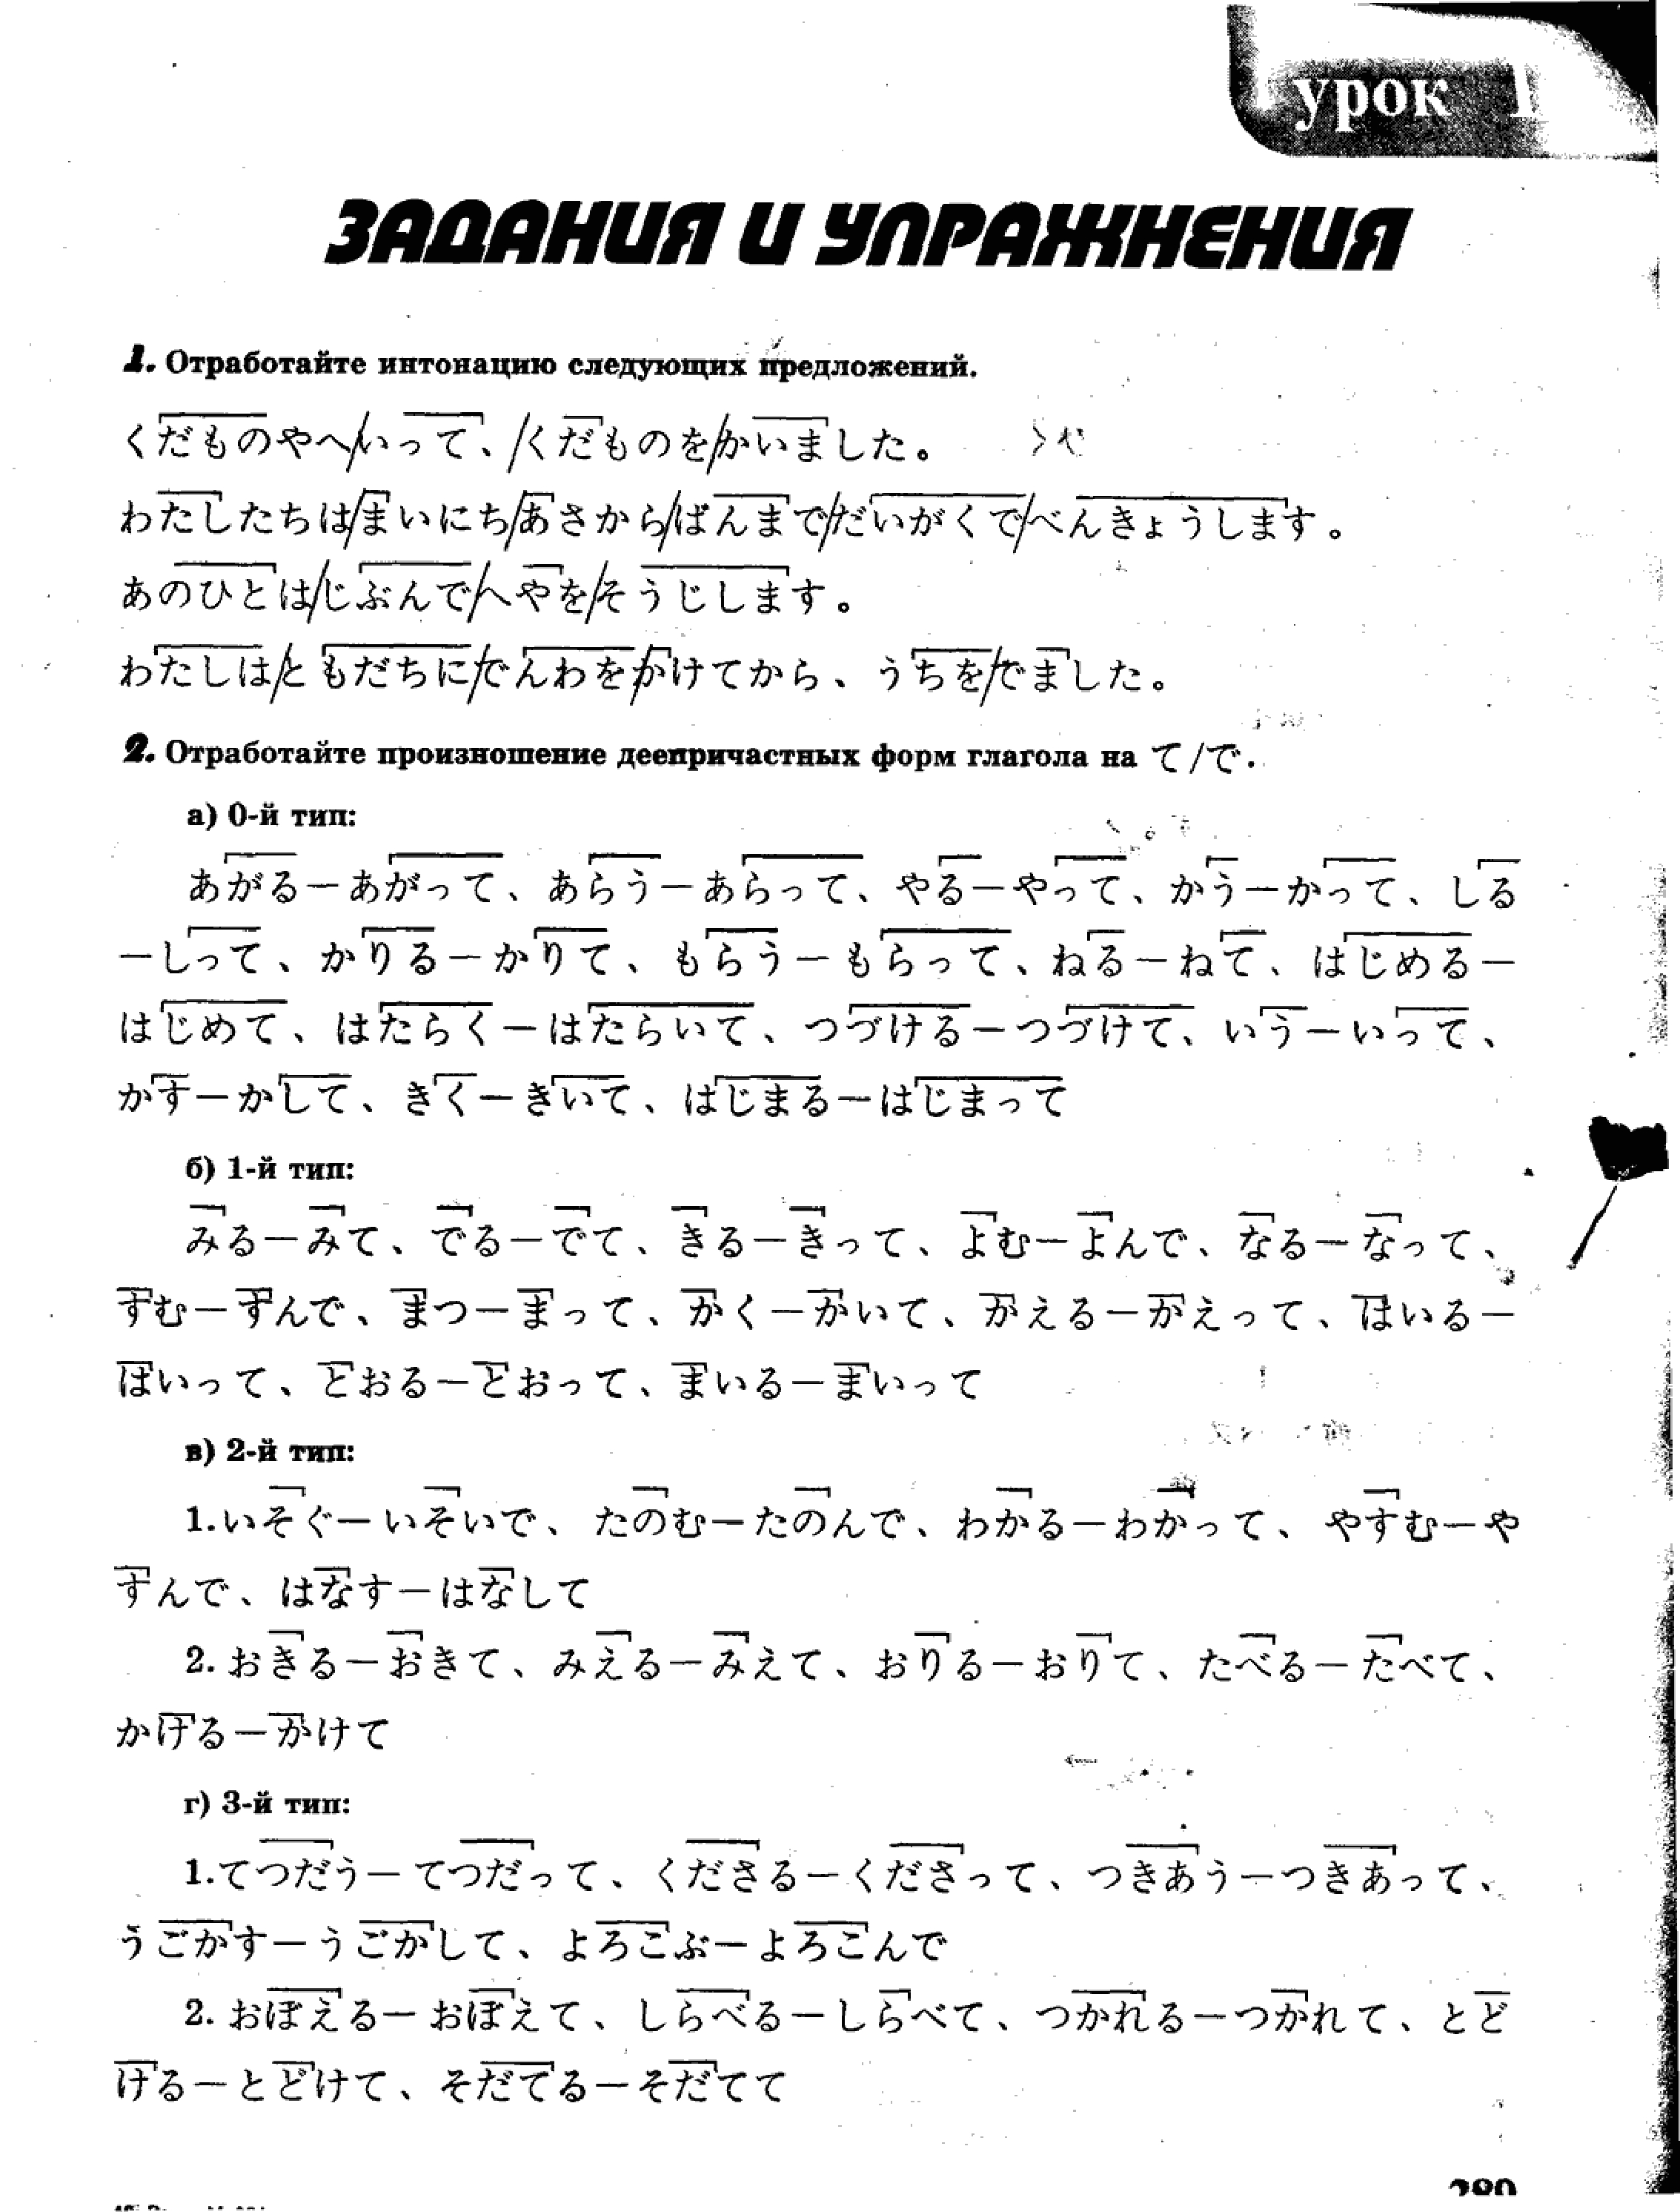 урок 1
ЗАДАНИЯ И УПРАЖНЕНИЯ
1. Отработайте интонацию следующих предложений.
くだものやへ/いって、/くだものを/かいました。
わたしたちは/まいにち/あさから/ばんまで/だいがくで/べんきょうします。
あのひとは/じぶんで/へやを/そうじします。
わたしは/ともだちに/でんわを/かけてから、うちを/でました。
2. Отработайте произношение деепричастных форм глагола на て/で.
а) 0-й тип:
あがる—あがって、あらう—あらって、やる—やって、かう—かって、しる
—しって、かりる—かりて、もらう—もらって、ねる—ねて、はじめる—
はじめて、はたらく—はたらいて、つづける—つづけて、いう—いって、
かす—かして、きく—きいて、はじまる—はじまって
б) 1-й тип:
みる—みて、でる—でて、きる—きって、よむ—よんで、なる—なって、
すむ—すんで、まつ—まって、かく—かいて、かえる—かえって、はいる—
はいって、とおる—とおって、まいる—まいって
в) 2-й тип:
1.いそぐ—いそいで、たのむ—たのんで、わかる—わかって、やすむ—や
すんで、はなす—はなして
2. おきる—おきて、みえる—みえて、おりる—おりて、たべる—たべて、
かける—かけて
г) 3-й тип:
1.てつだう—てつだって、くださる—くださって、つきあう—つきあって、
うごかす—うごかして、よろこぶ—よろこんで
2. おぼえる—おぼえて、しらべる—しらべて、つかれる—つかれて、とど
ける—とどけて、そだてる—そだてて